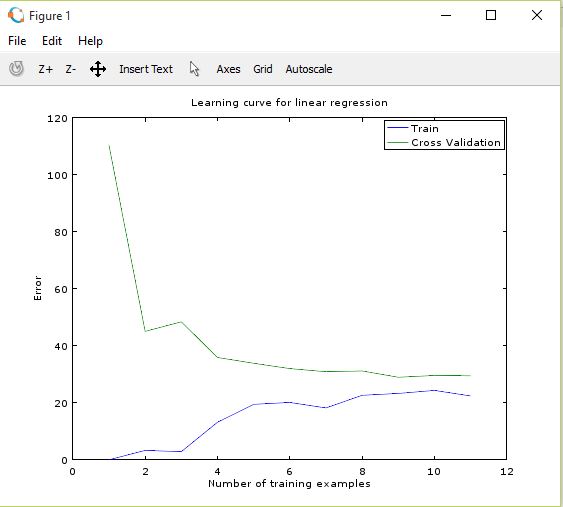 Figure 1
File Edit Help
Z+ Z- Insert Text Axes Grid Autoscale
Learning curve for linear regression
Train
Cross Validation
120
100
80
60
40
20
0
Error
0 2 4 6 8 10 12
Number of training examples